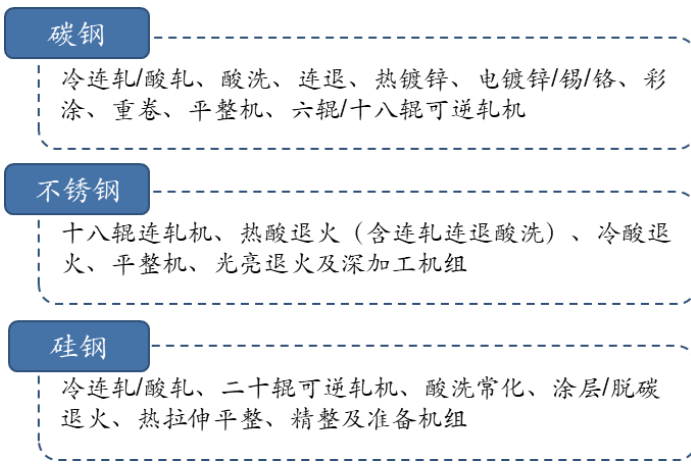 碳钢
冷连轧/酸轧、酸洗、连退、热镀锌、电镀锌/锡/铬、彩
涂、重卷、平整机、六辊/十八辊可逆轧机
不锈钢
十八辊连轧机、热酸退火（含连轧连退酸洗）、冷酸退
火、平整机、光亮退火及深加工机组
硅钢
冷连轧/酸轧、二十辊可逆轧机、酸洗常化、涂层/脱碳
退火、热拉伸平整、精整及准备机组